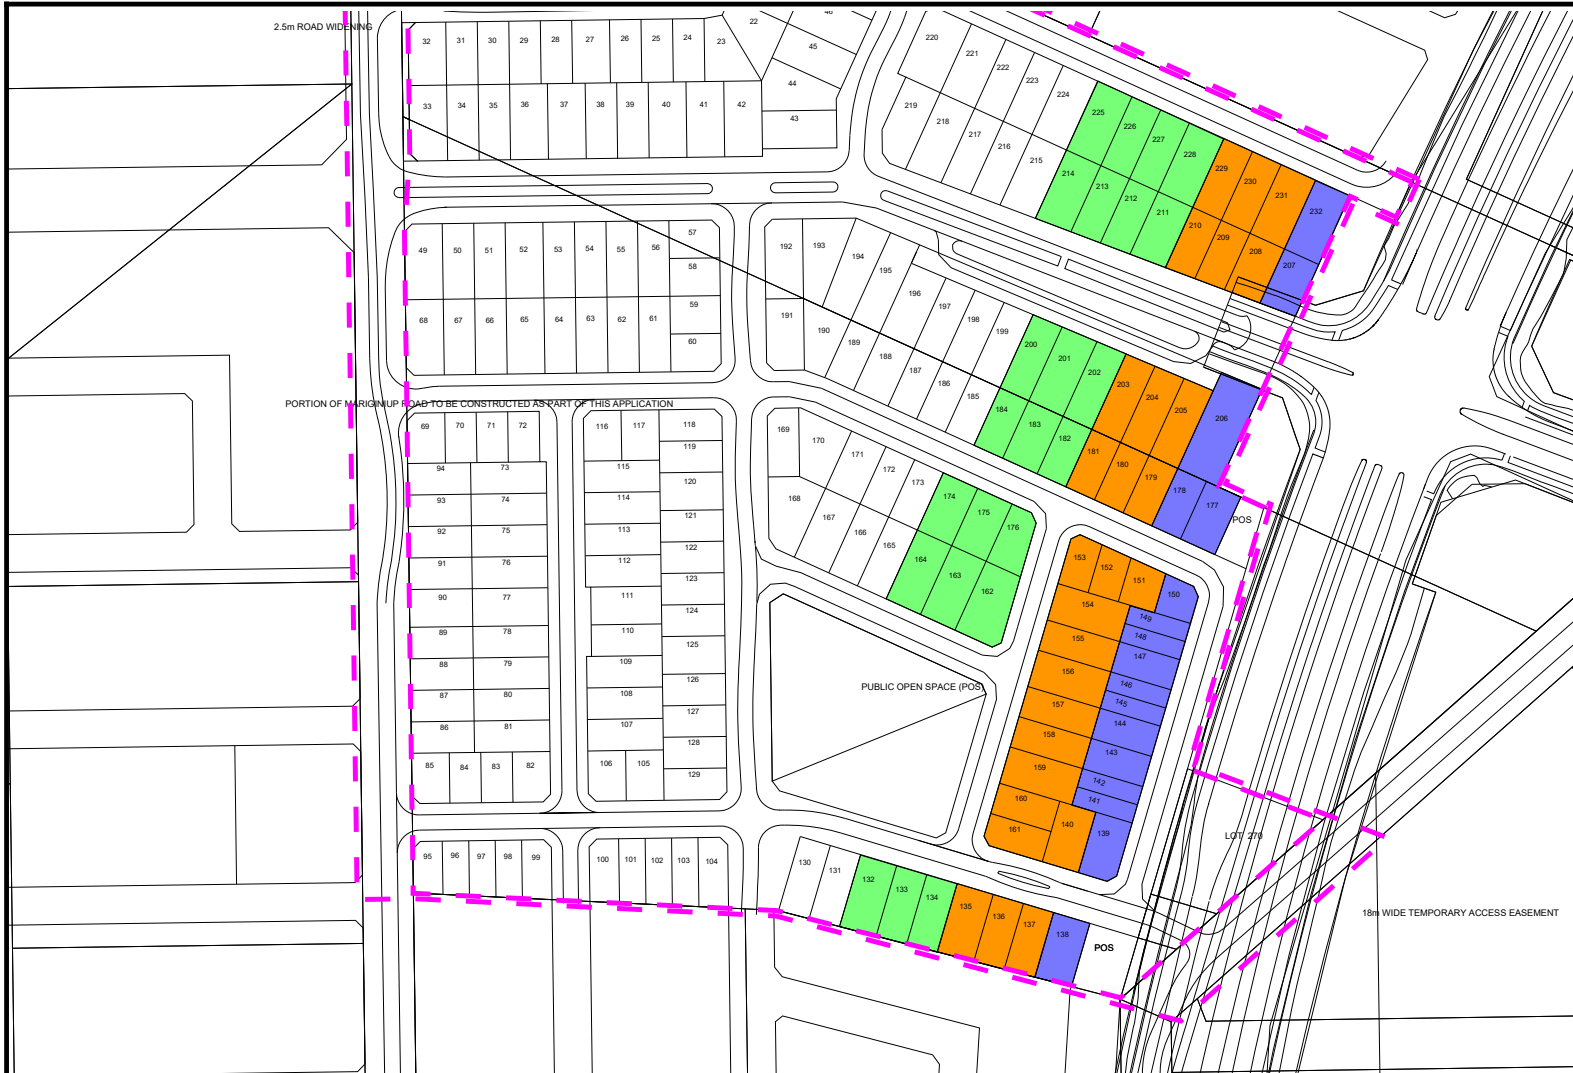 2.5m ROAD WIDENING
32 31 30 29 28 27 26 25 24 23 22 46
45
44
43
33 34 35 36 37 38 39 40 41 42
220 221 222 223 224 225 226 227 228 229 230 231 232
219 218 217 216 215 214 213 212 211 210 209 208 207
49 50 51 52 53 54 55 56 57
58
59
60
68 67 66 65 64 63 62 61
192 193 194 195 196 197 198 199 200 201 202 203 204 205 206
191 190 189 188 187 186 185 184 183 182 181 180 179 178 177
POS
PORTION OF MARIGINIUP ROAD TO BE CONSTRUCTED AS PART OF THIS APPLICATION
69 70 71 72
94 73
93 74
92 75
91 76
90 77
89 78
88 79
87 80
86 81
85 84 83 82
116 117 118
119
115
120
114
121
113
122
112
123
111
124
110
125
109
126
108
127
107
128
106 105
129
169 170 171 172 173 174 175 176
168 167 166 165 164 163 162
PUBLIC OPEN SPACE (POS)
153 152 151 150
154 149
148
155 147
156 146
145
157 144
158 143
159 142
160 141
161 140 139
LOT 270
95 96 97 98 99 100 101 102 103 104
130 131 132 133 134 135 136 137 138
POS
18m WIDE TEMPORARY ACCESS EASEMENT